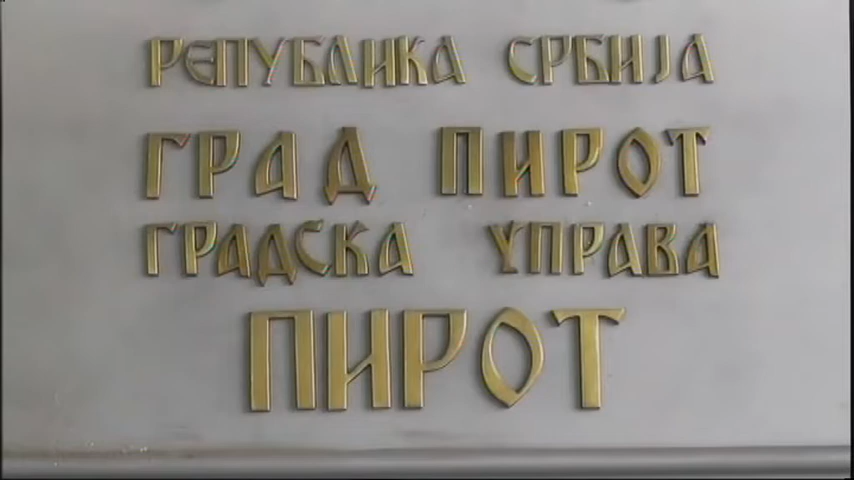 РЕПУБЛИКА СРБИЈА
ГРАД ПИРОТ
ГРАДСКА УПРАВА
ПИРОТ